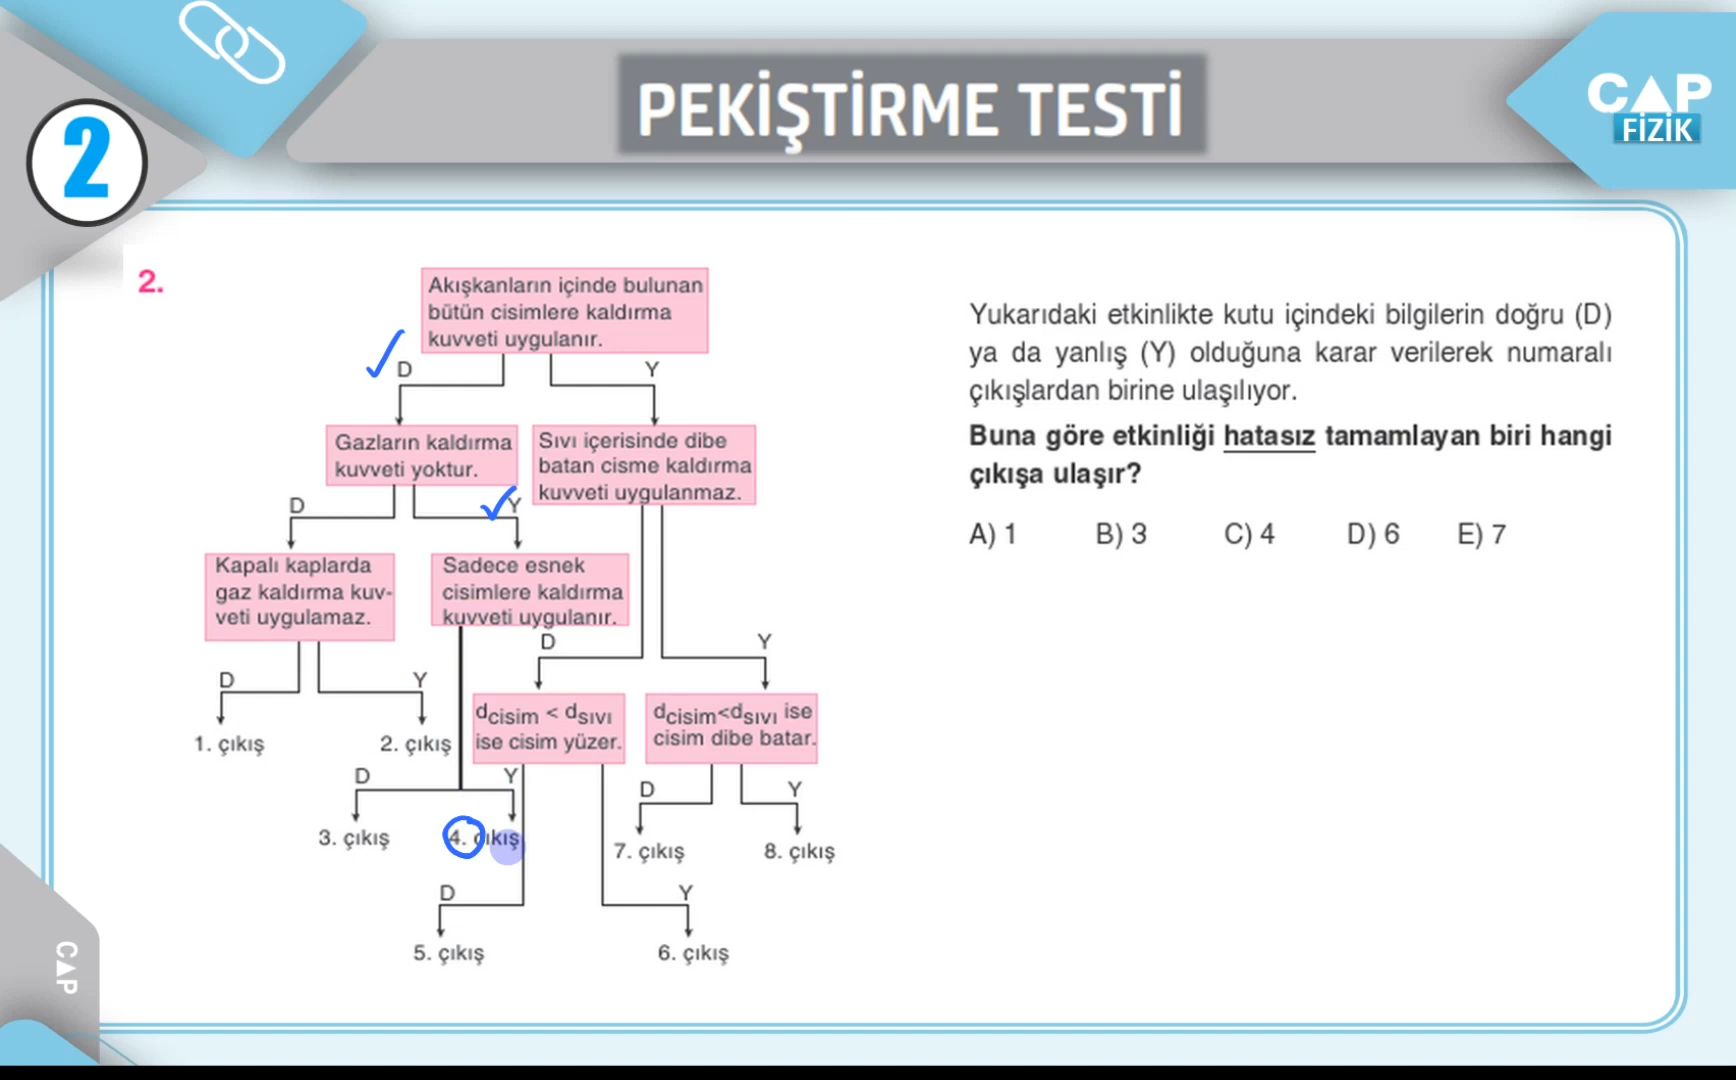 PEKİŞTİRME TESTİ
CAP
FİZİK
2
2.
Akışkanların içinde bulunan
bütün cisimlere kaldırma
kuvveti uygulanır.
D
Y
Gazların kaldırma
kuvveti yoktur.
Sıvı içerisinde dibe
batan cisme kaldırma
kuvveti uygulanmaz.
D
Y
Kapalı kaplarda
gaz kaldırma kuv-
veti uygulamaz.
Sadece esnek
cisimlere kaldırma
kuvveti uygulanır.
D
Y
D
Y
dcisim < dsıvı
ise cisim yüzer.
dcisim<dsıvı ise
cisim dibe batar.
1. çıkış
2. çıkış
D
Y
D
Y
3. çıkış
4. çıkış
7. çıkış
8. çıkış
D
Y
5. çıkış
6. çıkış
Yukarıdaki etkinlikte kutu içindeki bilgilerin doğru (D)
ya da yanlış (Y) olduğuna karar verilerek numaralı
çıkışlardan birine ulaşılıyor.
Buna göre etkinliği hatasız tamamlayan biri hangi
çıkışa ulaşır?
A) 1 B) 3 C) 4 D) 6 E) 7
CAP